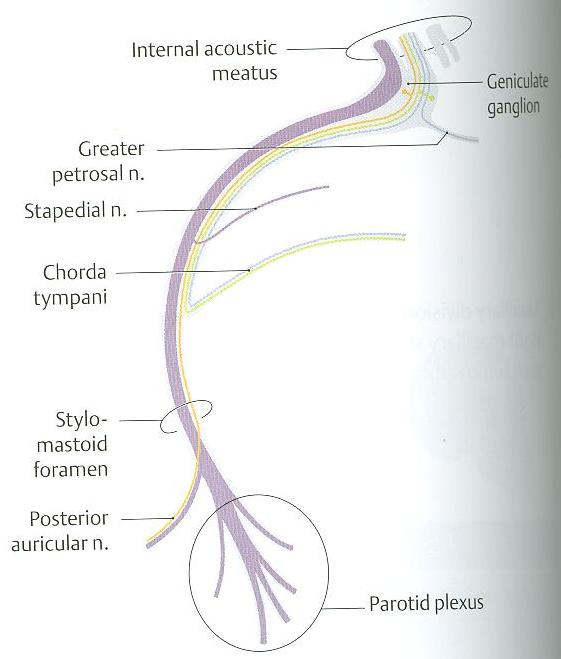 Internal acoustic
meatus
Geniculate
ganglion
Greater
petrosal n.
Stapedial n.
Chorda
tympani
Stylo-
mastoid
foramen
Posterior
auricular n.
Parotid plexus